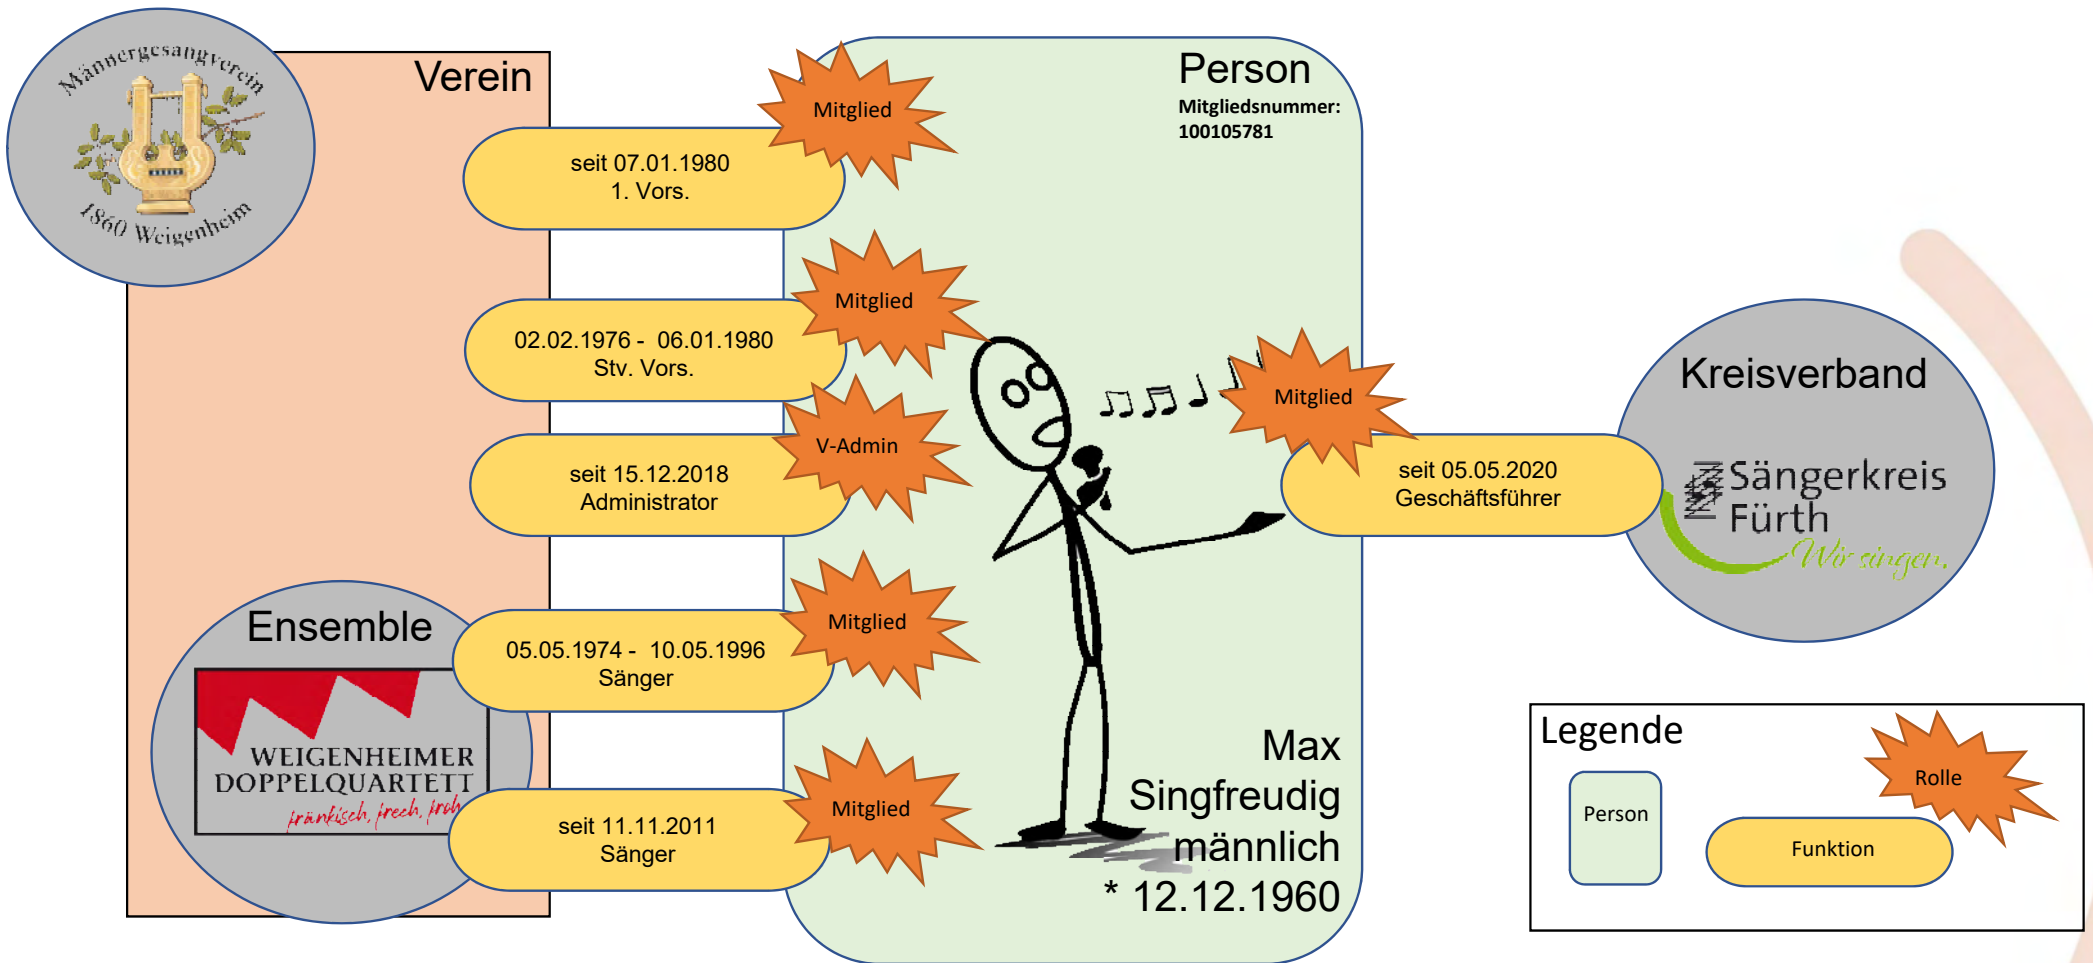 Männergesangverein
1860 Weigenheim
Verein
seit 07.01.1980
1. Vors.
Mitglied
02.02.1976 - 06.01.1980
Stv. Vors.
Mitglied
seit 15.12.2018
Administrator
V-Admin
Ensemble
WEIGENHEIMER
DOPPELQUARTETT
fränkisch, frech, froh
05.05.1974 - 10.05.1996
Sänger
Mitglied
seit 11.11.2011
Sänger
Mitglied
Person
Mitgliedsnummer:
100105781
Max
Singfreudig
männlich
* 12.12.1960
Mitglied
seit 05.05.2020
Geschäftsführer
Kreisverband
Sängerkreis
Fürth
Wir singen.
Legende
Person
Rolle
Funktion